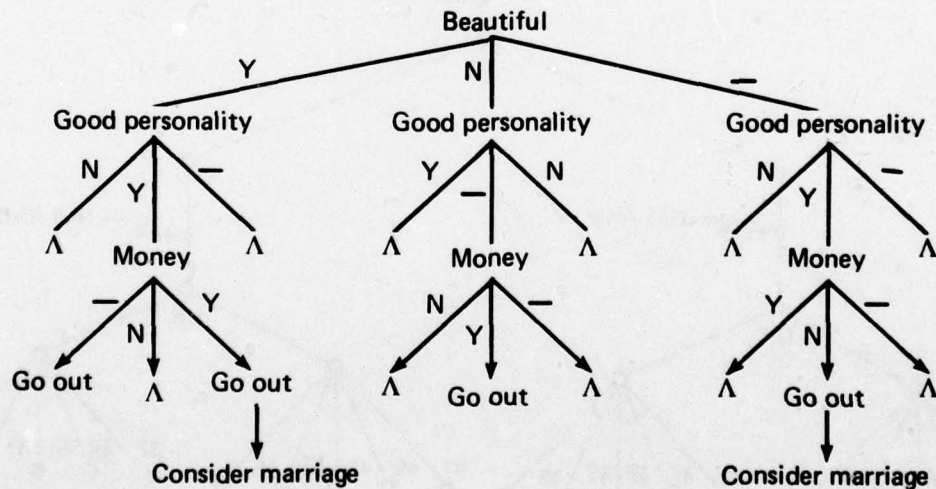 Beautiful
Y N —
Good personality Good personality Good personality
N Y — Y — N N Y —
Λ Λ Λ Λ Λ Λ
Money Money Money
— N Y N Y — Y N —
Go out Λ Go out Λ Go out Λ Λ Go out Λ
Consider marriage Consider marriage